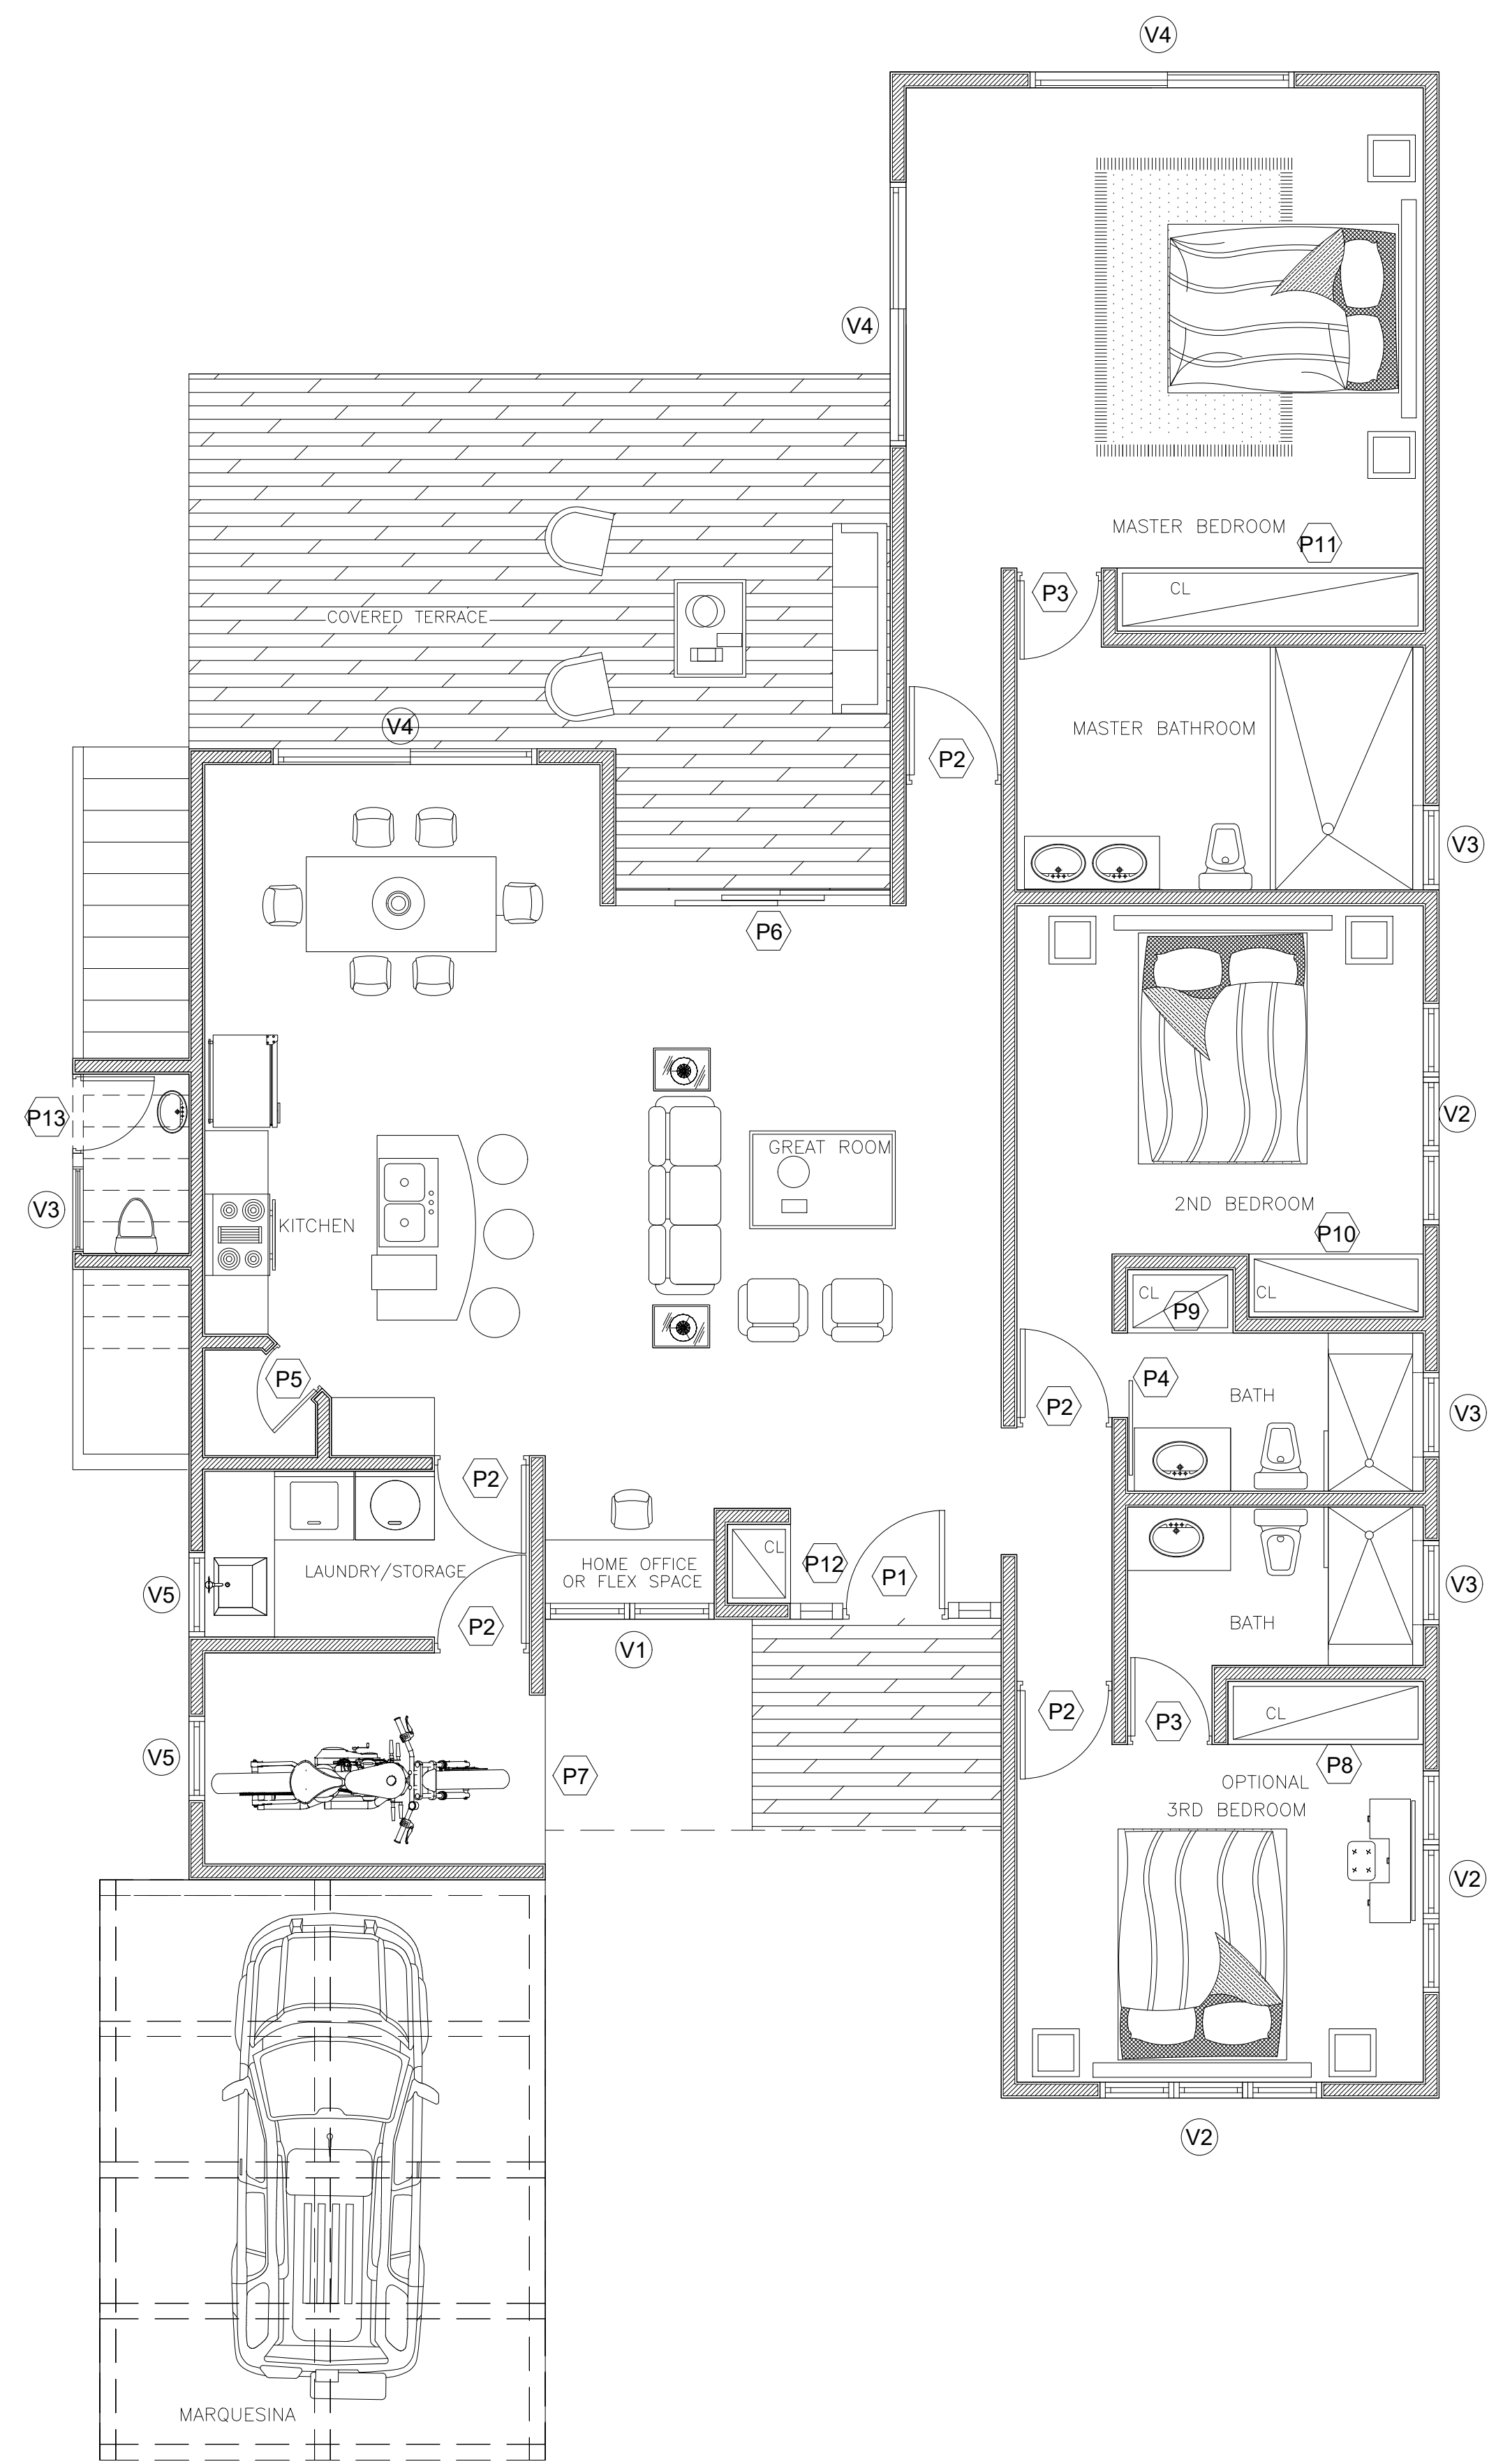 V4
V4
MASTER BEDROOM
P11
P3
CL
COVERED TERRACE
V4
MASTER BATHROOM
P2
V3
P6
P13
V3
KITCHEN
GREAT ROOM
V2
2ND BEDROOM
P10
CL
P9
CL
P5
P4
P2
BATH
V3
P2
LAUNDRY/STORAGE
V5
HOME OFFICE
OR FLEX SPACE
CL
P12
P1
V3
P2
V1
BATH
P2
P3
CL
V5
P7
P8
OPTIONAL
3RD BEDROOM
V2
V2
MARQUESINA